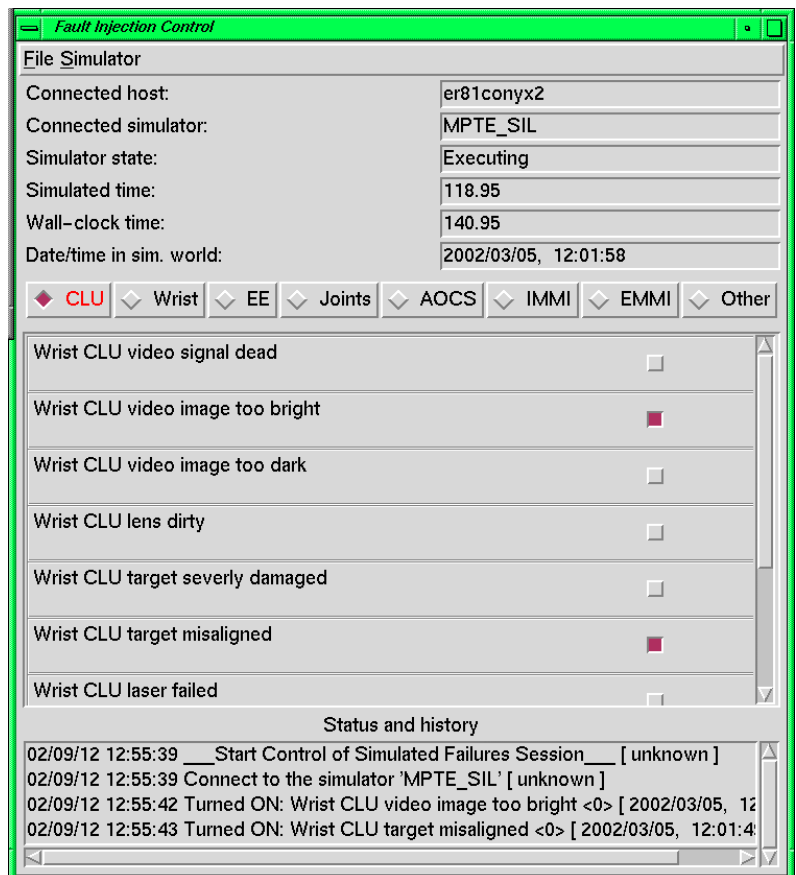 Fault Injection Control
File Simulator
Connected host: er81conyx2
Connected simulator: MPTE_SIL
Simulator state: Executing
Simulated time: 118.95
Wall-clock time: 140.95
Date/time in sim. world: 2002/03/05, 12:01:58
CLU Wrist EE Joints AOCS IMMI EMMI Other
Wrist CLU video signal dead
Wrist CLU video image too bright
Wrist CLU video image too dark
Wrist CLU lens dirty
Wrist CLU target severly damaged
Wrist CLU target misaligned
Wrist CLU laser failed
Status and history
02/09/12 12:55:39 ___Start Control of Simulated Failures Session___ [ unknown ]
02/09/12 12:55:39 Connect to the simulator 'MPTE_SIL' [ unknown ]
02/09/12 12:55:42 Turned ON: Wrist CLU video image too bright <0> [ 2002/03/05, 12
02/09/12 12:55:43 Turned ON: Wrist CLU target misaligned <0> [ 2002/03/05, 12:01:4